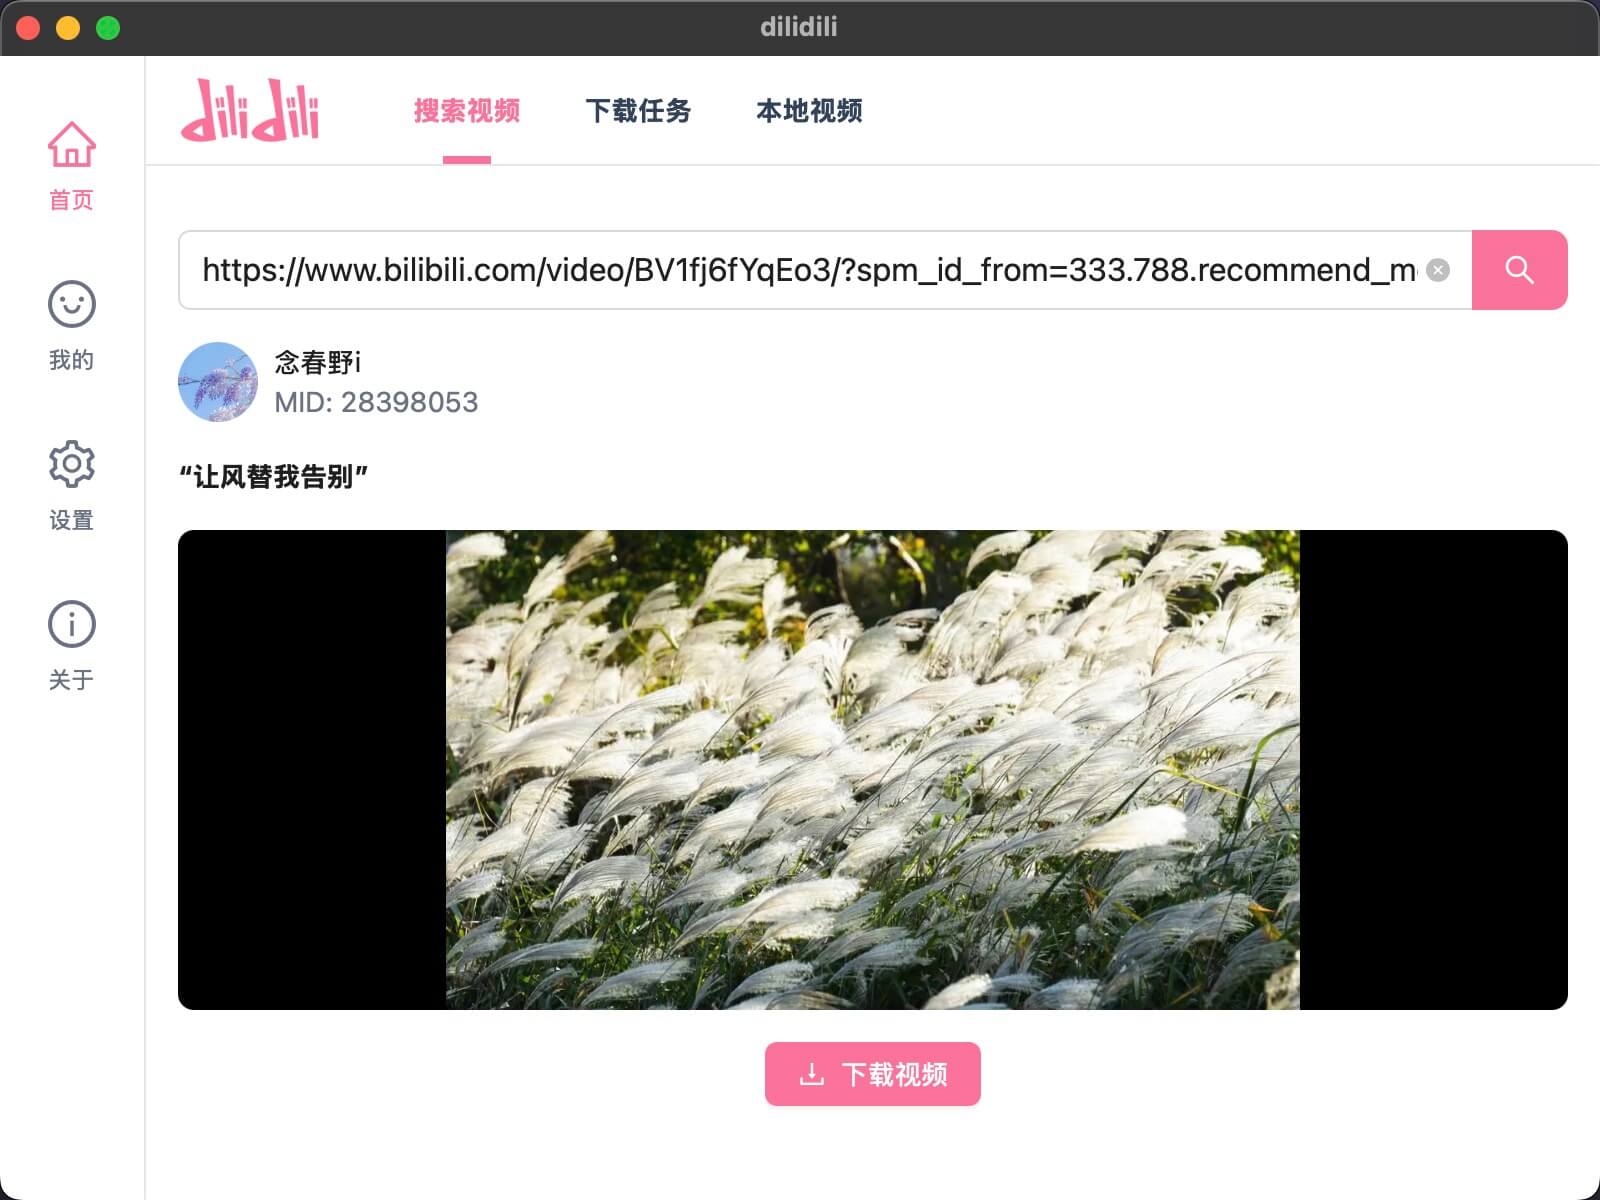 dilidili
dilidili
搜索视频
下载任务
本地视频
首页
我的
设置
关于
https://www.bilibili.com/video/BV1fj6fYqEo3/?spm_id_from=333.788.recommend_m
念春野i
MID: 28398053
“让风替我告别”
下载视频